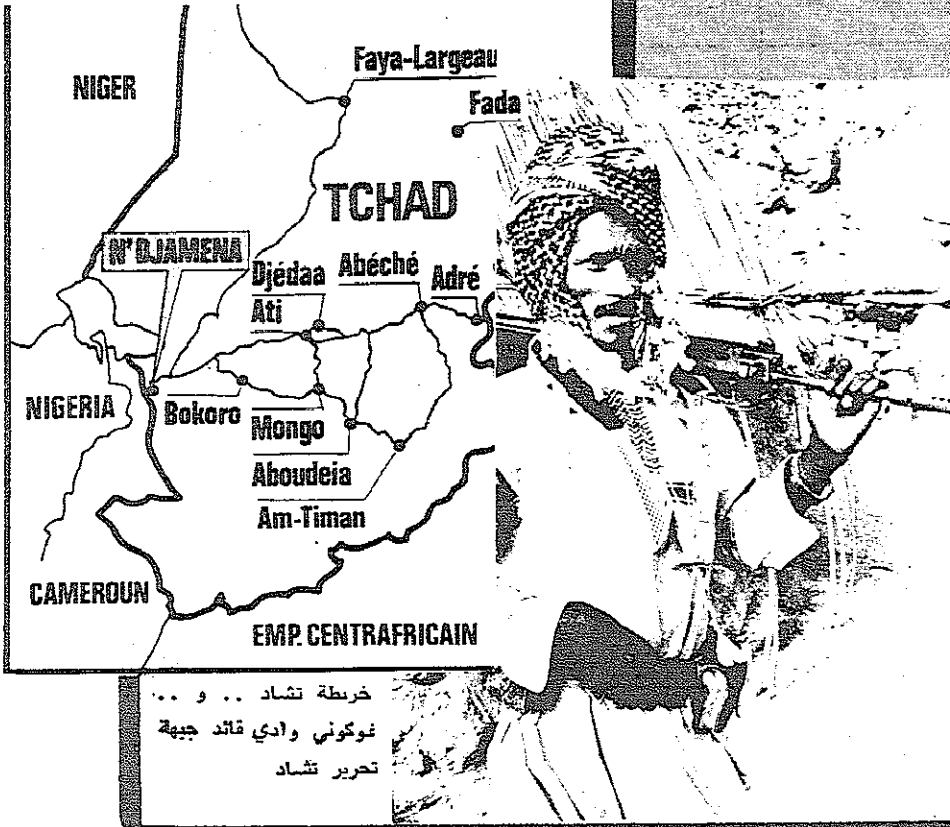 Faya-Largeau
NIGER
Fada
TCHAD
N'DJAMENA
Djédaa
Abéché
Adré
Ati
NIGERIA
Bokoro
Mongo
Aboudeia
Am-Timan
CAMEROUN
EMP. CENTRAFRICAIN
خريطة تشاد .. و ..
غوكوني وادي قائد جبهة
تحرير تشاد